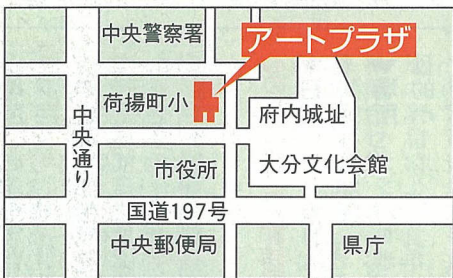 中央警察署
アートプラザ
荷揚町小
府内城址
中央通り
市役所
大分文化会館
国道197号
中央郵便局
県庁